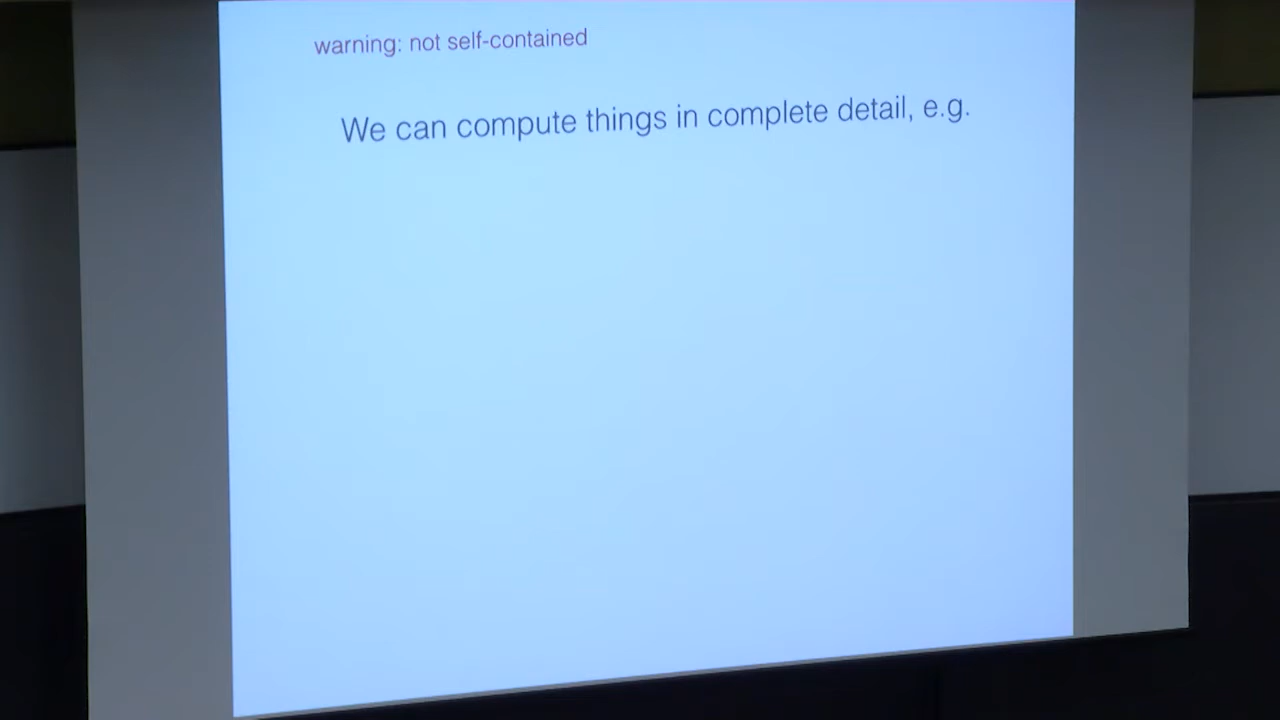 warning: not self-contained
We can compute things in complete detail, e.g.